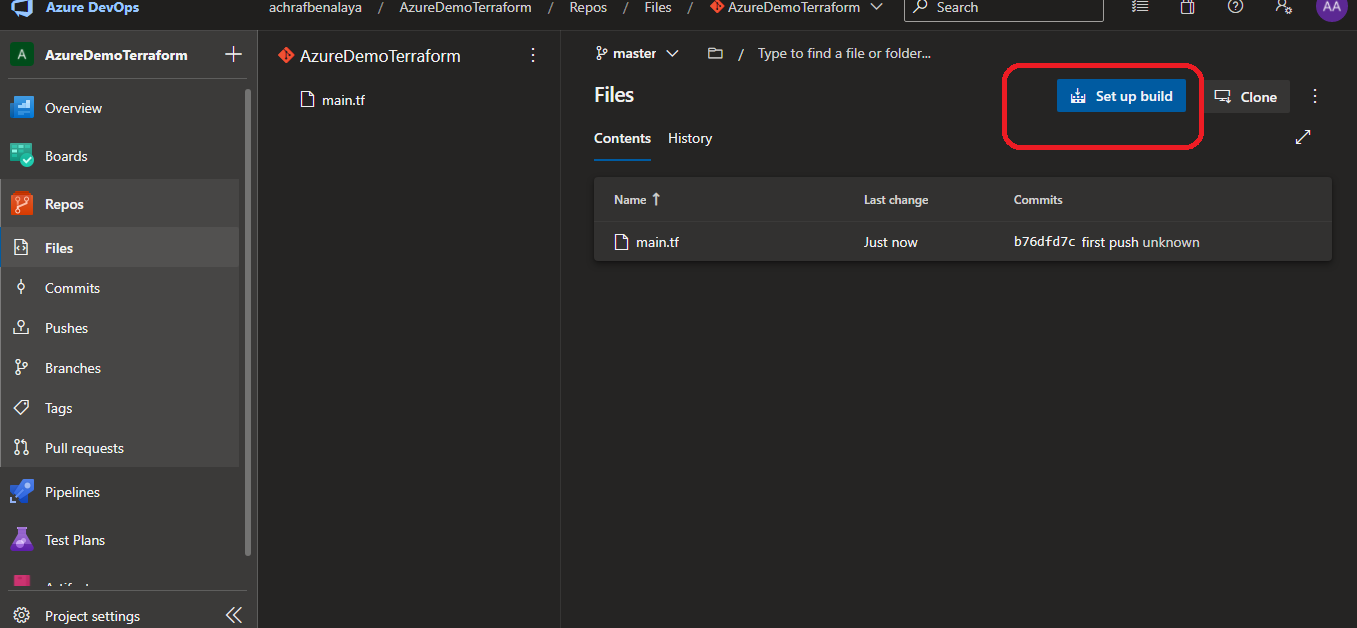 Azure DevOps
achrafbenalaya / AzureDemoTerraform / Repos / Files / AzureDemoTerraform
Search
AA
A AzureDemoTerraform
Overview
Boards
Repos
Files
Commits
Pushes
Branches
Tags
Pull requests
Pipelines
Test Plans
Project settings
AzureDemoTerraform
main.tf
master / Type to find a file or folder...
Files
Set up build
Clone
Contents History
Name Last change Commits
main.tf Just now b76dfd7c first push unknown